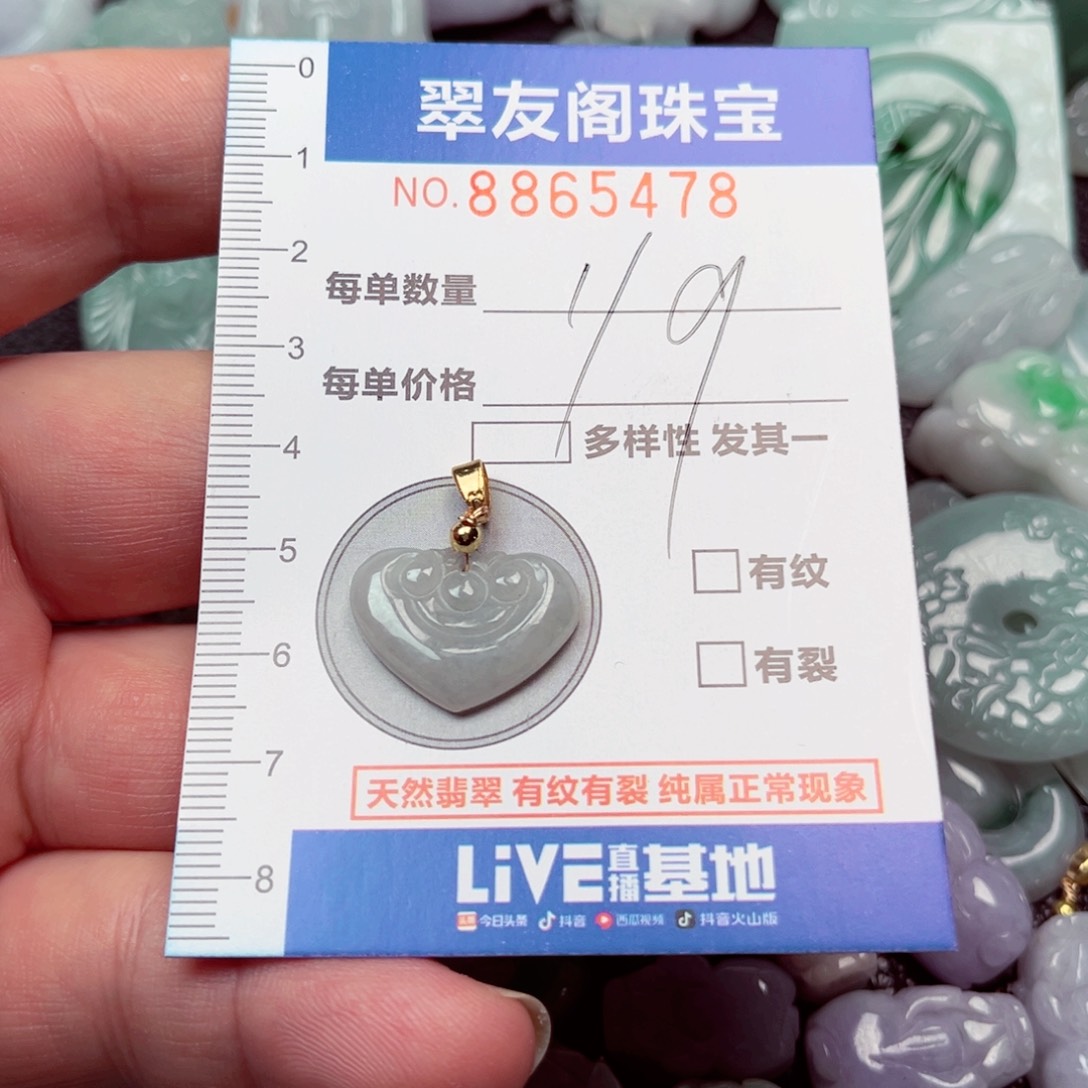 0
翠友阁珠宝
1
NO.8865478
2
每单数量
49
3
每单价格
4
多样性 发其一
5
有纹
6
有裂
7
天然翡翠 有纹有裂 纯属正常现象
8
LiVE直播基地
头条 今日头条 抖音 西瓜视频 抖音火山版